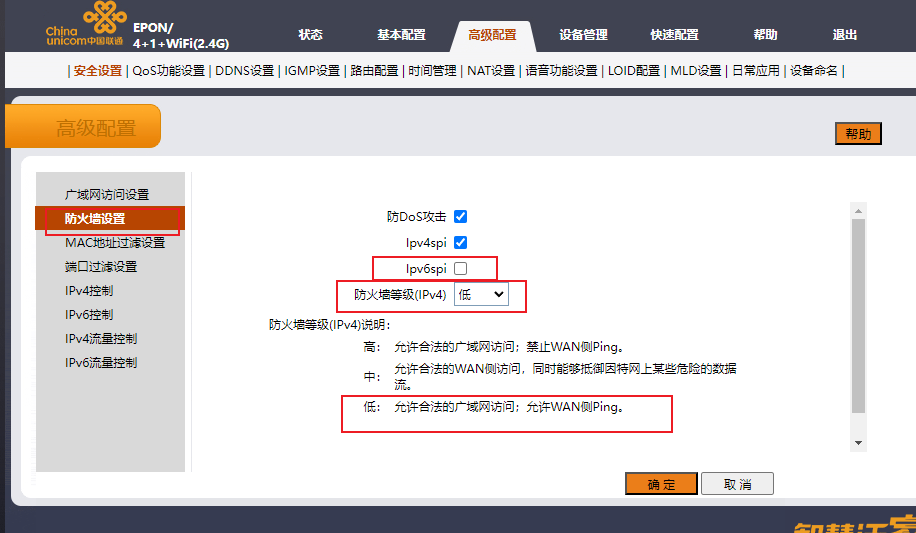 China
unicom中国联通
EPON/
4+1+WiFi(2.4G)
状态 基本配置 高级配置 设备管理 快速配置 帮助 退出
| 安全设置 | QoS功能设置 | DDNS设置 | IGMP设置 | 路由配置 | 时间管理 | NAT设置 | 语音功能设置 | LOID配置 | MLD设置 | 日常应用 | 设备命名 |
高级配置
帮助
广域网访问设置
防火墙设置
MAC地址过滤设置
端口过滤设置
IPv4控制
IPv6控制
IPv4流量控制
IPv6流量控制
防DoS攻击
Ipv4spi
Ipv6spi
防火墙等级(IPv4) 低
防火墙等级(IPv4)说明：
高： 允许合法的广域网访问；禁止WAN侧Ping。
中： 允许合法的WAN侧访问，同时能够抵御因特网上某些危险的数据
流。
低： 允许合法的广域网访问；允许WAN侧Ping。
确 定 取 消